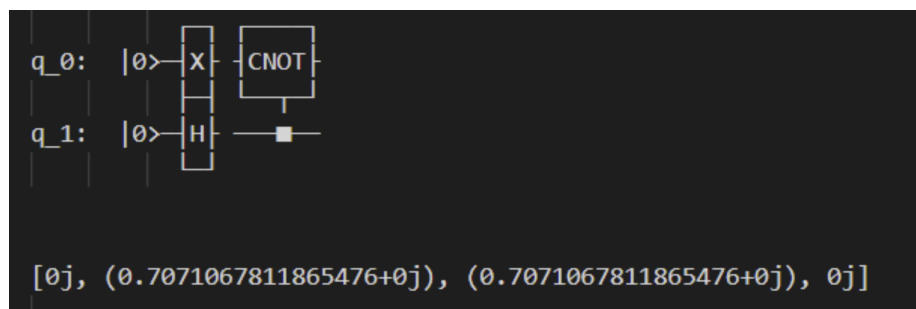 q_0: |0> X CNOT
q_1: |0> H
[0j, (0.7071067811865476+0j), (0.7071067811865476+0j), 0j]